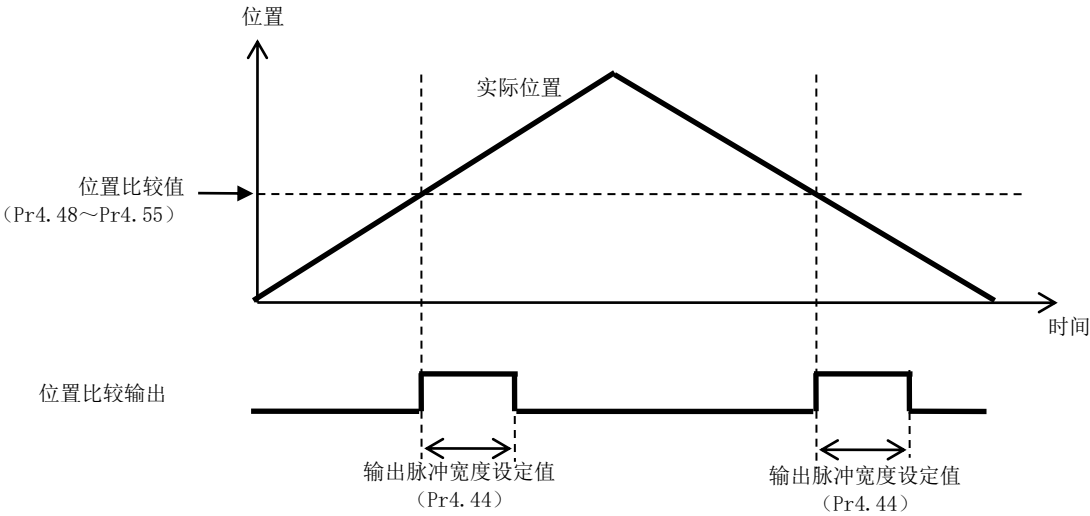 位置
实际位置
位置比较值
（Pr4.48～Pr4.55）
时间
位置比较输出
输出脉冲宽度设定值
（Pr4.44）
输出脉冲宽度设定值
（Pr4.44）